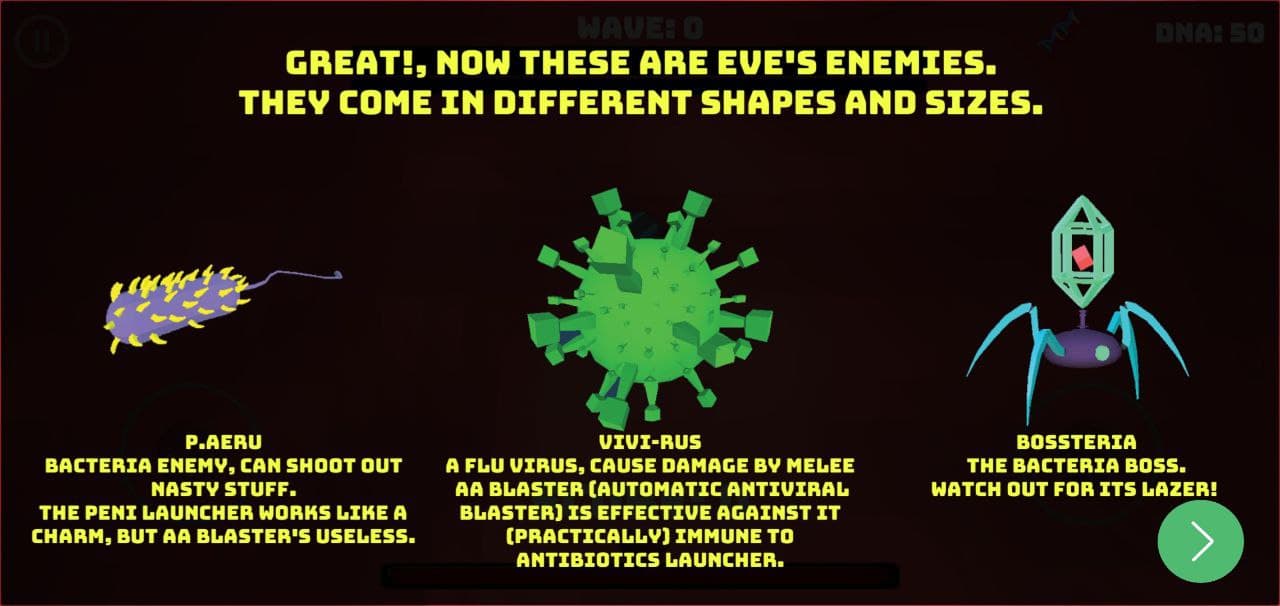 WAVE: 0
DNA: 50
GREAT!, NOW THESE ARE EVE'S ENEMIES.
THEY COME IN DIFFERENT SHAPES AND SIZES.
P.AERU
BACTERIA ENEMY, CAN SHOOT OUT
NASTY STUFF.
THE PENI LAUNCHER WORKS LIKE A
CHARM, BUT AA BLASTER'S USELESS.
VIVI-RUS
A FLU VIRUS, CAUSE DAMAGE BY MELEE
AA BLASTER (AUTOMATIC ANTIVIRAL
BLASTER) IS EFFECTIVE AGAINST IT
(PRACTICALLY) IMMUNE TO
ANTIBIOTICS LAUNCHER.
BOSSTERIA
THE BACTERIA BOSS.
WATCH OUT FOR ITS LAZER!